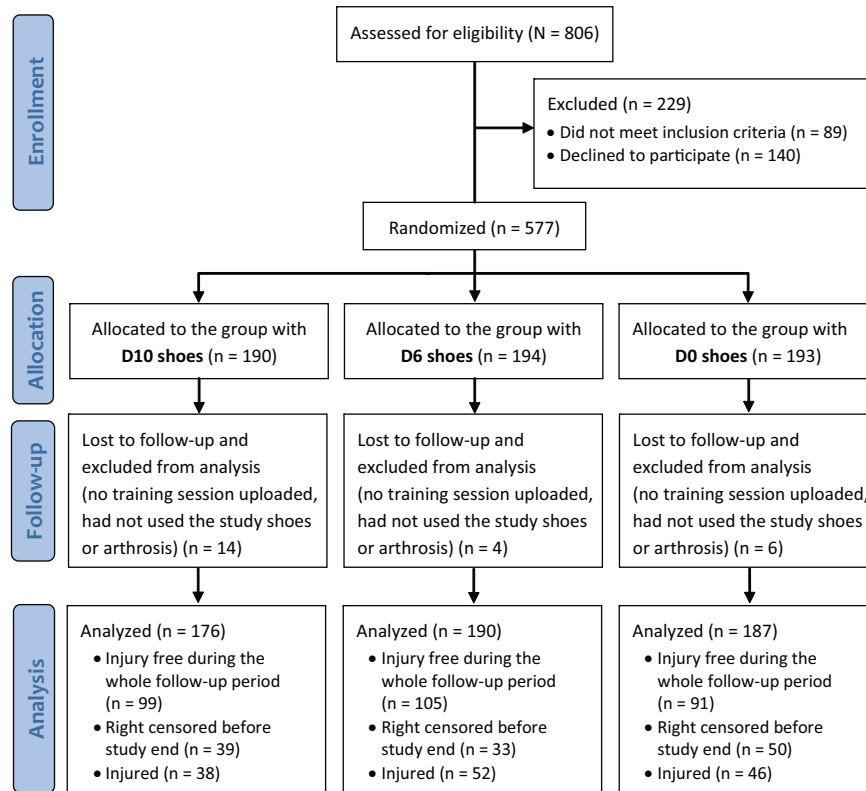 Enrollment
Assessed for eligibility (N = 806)
Excluded (n = 229)
• Did not meet inclusion criteria (n = 89)
• Declined to participate (n = 140)
Randomized (n = 577)
Allocation
Allocated to the group with
D10 shoes (n = 190)
Allocated to the group with
D6 shoes (n = 194)
Allocated to the group with
D0 shoes (n = 193)
Follow-up
Lost to follow-up and
excluded from analysis
(no training session uploaded,
had not used the study shoes
or arthrosis) (n = 14)
Lost to follow-up and
excluded from analysis
(no training session uploaded,
had not used the study shoes
or arthrosis) (n = 4)
Lost to follow-up and
excluded from analysis
(no training session uploaded,
had not used the study shoes
or arthrosis) (n = 6)
Analysis
Analyzed (n = 176)
• Injury free during the
whole follow-up period
(n = 99)
• Right censored before
study end (n = 39)
• Injured (n = 38)
Analyzed (n = 190)
• Injury free during the
whole follow-up period
(n = 105)
• Right censored before
study end (n = 33)
• Injured (n = 52)
Analyzed (n = 187)
• Injury free during the
whole follow-up period
(n = 91)
• Right censored before
study end (n = 50)
• Injured (n = 46)